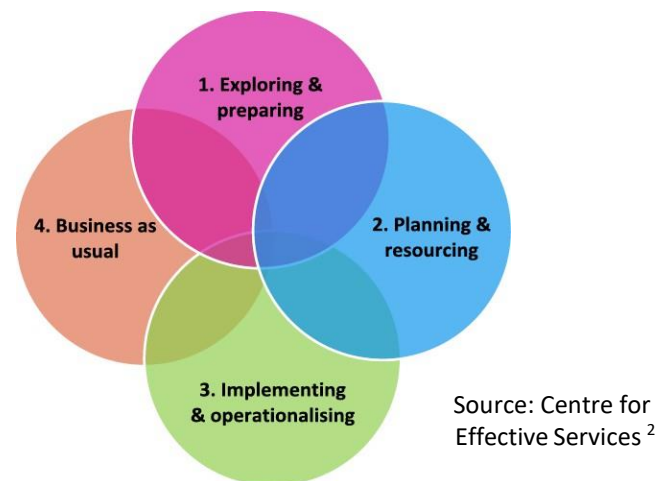 1. Exploring &
preparing
2. Planning &
resourcing
4. Business as
usual
3. Implementing
& operationalising
Source: Centre for
Effective Services 2